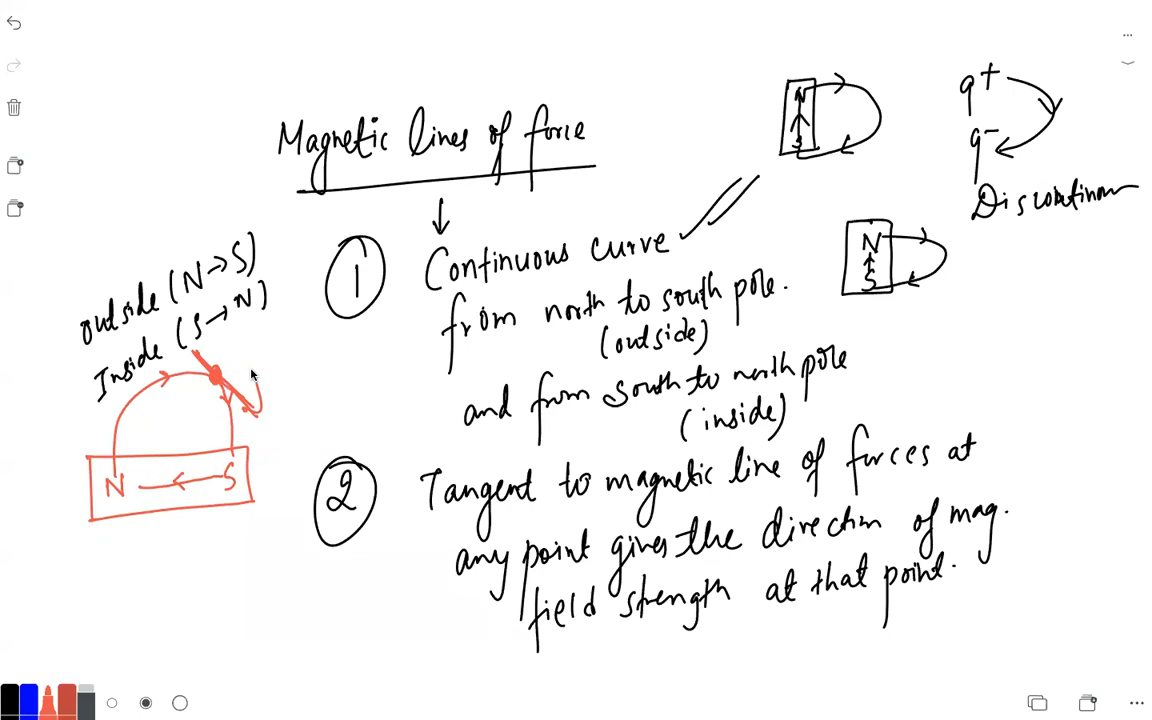 Magnetic lines of force
1 Continuous curve
from north to south pole.
(outside)
and from south to north pole
(inside)
2 Tangent to magnetic line of forces at
any point gives the direction of mag.
field strength at that point.
outside (N→S)
Inside (S→N)
N S
N
S
N
S
q+
q-